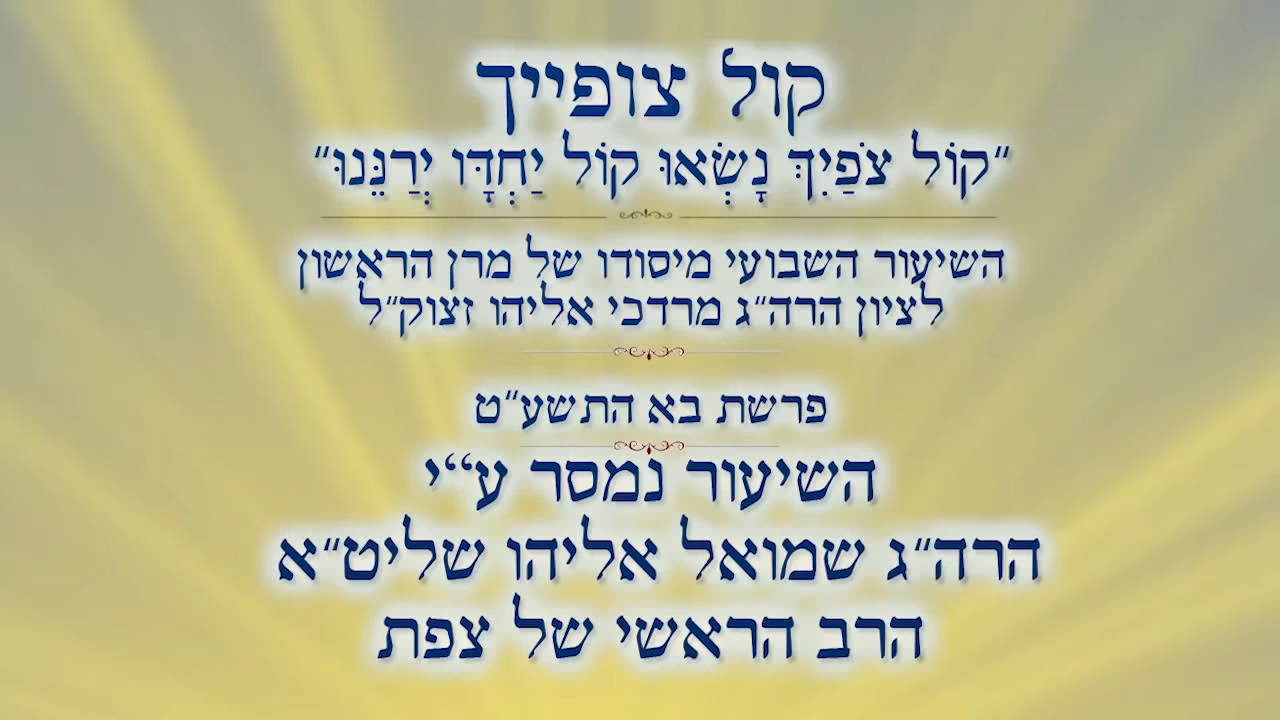 קול צופייך
"קוֹל צֹפַיִךְ נָשְׂאוּ קוֹל יַחְדָּו יְרַנֵּנוּ"
השיעור השבועי מיסודו של מרן הראשון
לציון הרה"ג מרדכי אליהו זצוק"ל
פרשת בא התשע"ט
השיעור נמסר ע"י
הרה"ג שמואל אליהו שליט"א
הרב הראשי של צפת